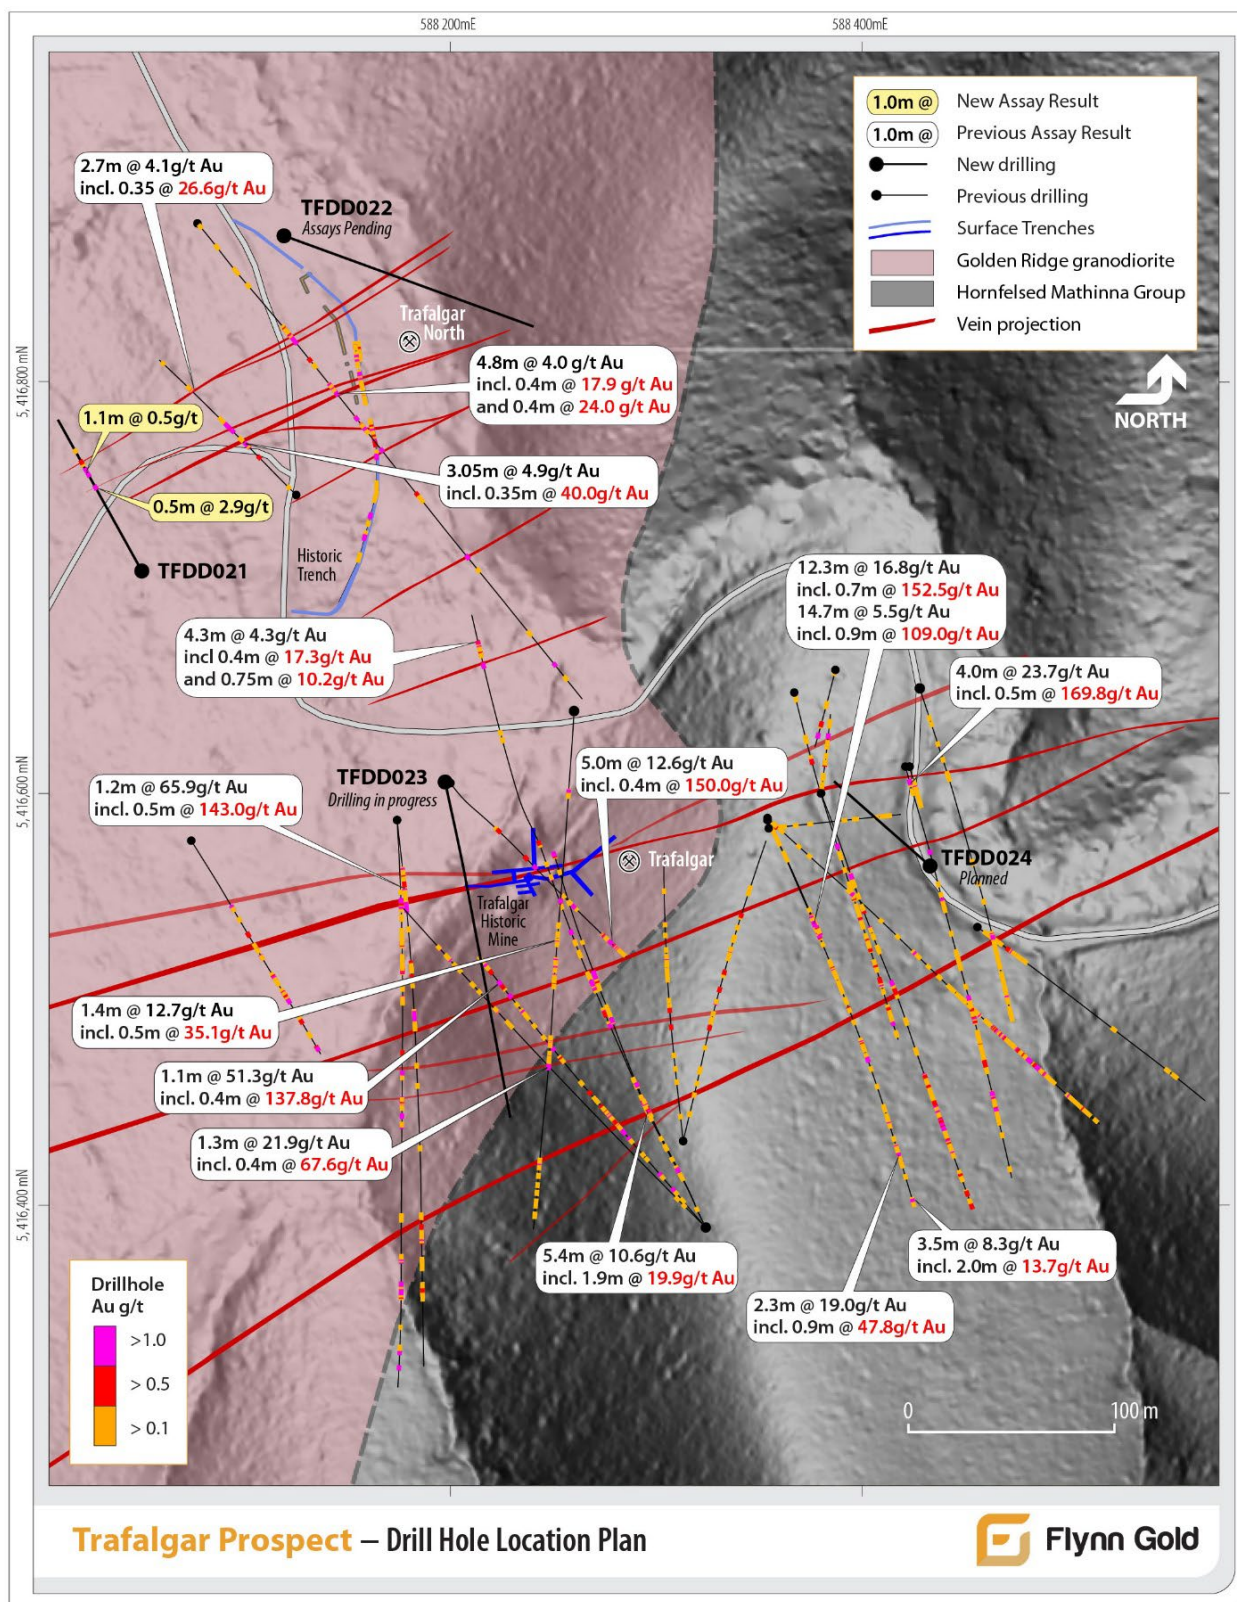 588 200mE
588 400mE
1.0m @ New Assay Result
1.0m @ Previous Assay Result
New drilling
Previous drilling
Surface Trenches
Golden Ridge granodiorite
Hornfelsed Mathinna Group
Vein projection
NORTH
2.7m @ 4.1g/t Au
incl. 0.35 @ 26.6g/t Au
TFDD022
Assays Pending
Trafalgar
North
5,416,800 mN
4.8m @ 4.0 g/t Au
incl. 0.4m @ 17.9 g/t Au
and 0.4m @ 24.0 g/t Au
1.1m @ 0.5g/t
3.05m @ 4.9g/t Au
incl. 0.35m @ 40.0g/t Au
0.5m @ 2.9g/t
TFDD021
Historic
Trench
12.3m @ 16.8g/t Au
incl. 0.7m @ 152.5g/t Au
14.7m @ 5.5g/t Au
incl. 0.9m @ 109.0g/t Au
4.3m @ 4.3g/t Au
incl 0.4m @ 17.3g/t Au
and 0.75m @ 10.2g/t Au
4.0m @ 23.7g/t Au
incl. 0.5m @ 169.8g/t Au
5,416,600 mN
TFDD023
Drilling in progress
5.0m @ 12.6g/t Au
incl. 0.4m @ 150.0g/t Au
1.2m @ 65.9g/t Au
incl. 0.5m @ 143.0g/t Au
Trafalgar
TFDD024
Planned
Trafalgar
Historic
Mine
1.4m @ 12.7g/t Au
incl. 0.5m @ 35.1g/t Au
1.1m @ 51.3g/t Au
incl. 0.4m @ 137.8g/t Au
1.3m @ 21.9g/t Au
incl. 0.4m @ 67.6g/t Au
5,416,400 mN
5.4m @ 10.6g/t Au
incl. 1.9m @ 19.9g/t Au
3.5m @ 8.3g/t Au
incl. 2.0m @ 13.7g/t Au
2.3m @ 19.0g/t Au
incl. 0.9m @ 47.8g/t Au
Drillhole
Au g/t
>1.0
> 0.5
> 0.1
0 100 m
Trafalgar Prospect – Drill Hole Location Plan
Flynn Gold